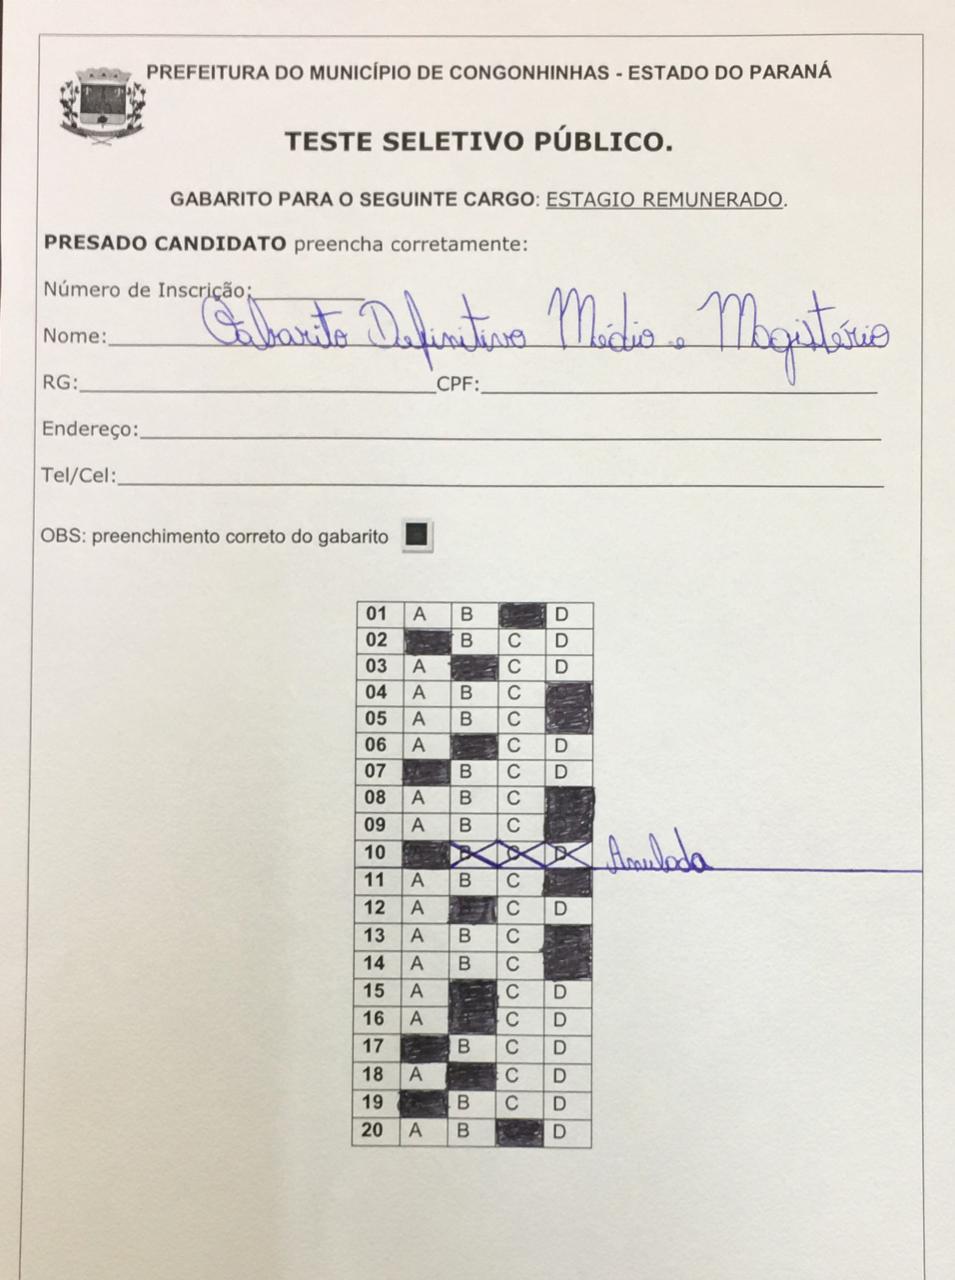 PREFEITURA DO MUNICÍPIO DE CONGONHINHAS - ESTADO DO PARANÁ
TESTE SELETIVO PÚBLICO.
GABARITO PARA O SEGUINTE CARGO: ESTAGIO REMUNERADO.
PRESADO CANDIDATO preencha corretamente:
Número de Inscrição:
Nome: Gabarito Definitivo Médio e Magistério
RG: CPF:
Endereço:
Tel/Cel:
OBS: preenchimento correto do gabarito
01 A B D
02 B C D
03 A C D
04 A B C
05 A B C
06 A C D
07 B C D
08 A B C
09 A B C
10 B C D Anulada
11 A B C
12 A C D
13 A B C
14 A B C
15 A C D
16 A C D
17 B C D
18 A C D
19 B C D
20 A B D